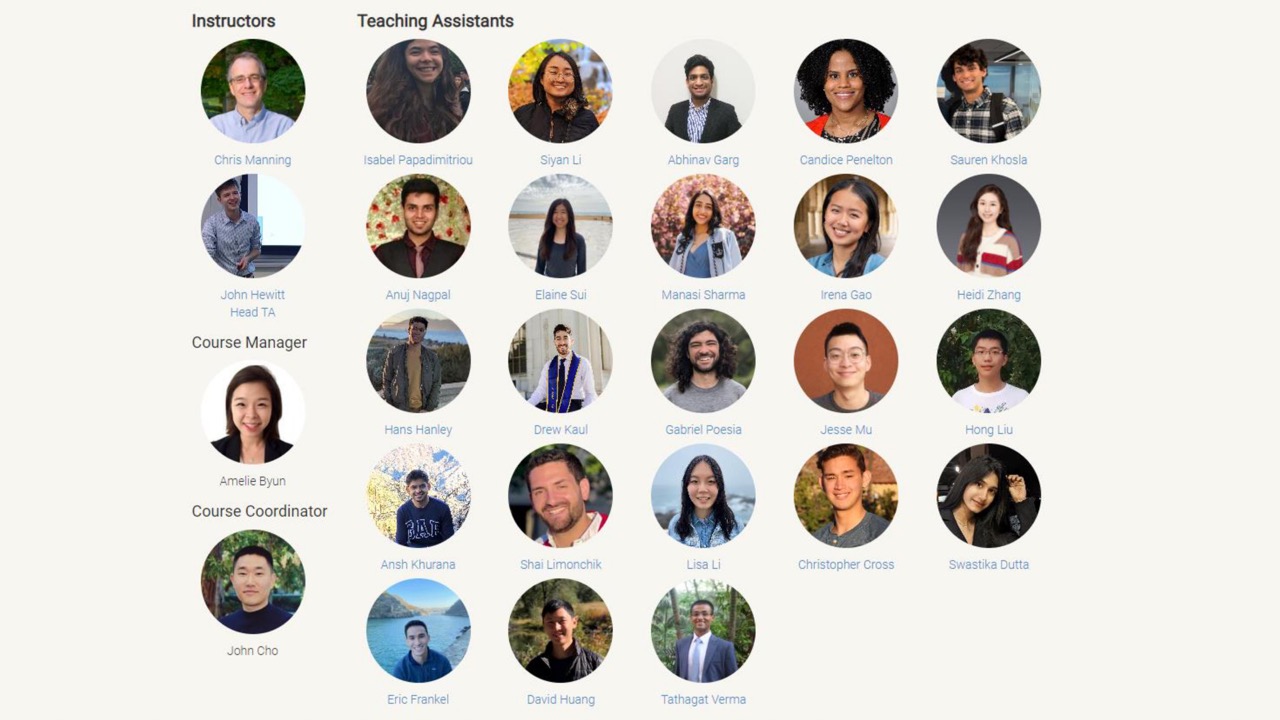 Instructors
Chris Manning
John Hewitt
Head TA
Course Manager
Amelie Byun
Course Coordinator
John Cho
Teaching Assistants
Isabel Papadimitriou
Siyan Li
Abhinav Garg
Candice Penelton
Sauren Khosla
Anuj Nagpal
Elaine Sui
Manasi Sharma
Irena Gao
Heidi Zhang
Hans Hanley
Drew Kaul
Gabriel Poesia
Jesse Mu
Hong Liu
Ansh Khurana
Shai Limonchik
Lisa Li
Christopher Cross
Swastika Dutta
Eric Frankel
David Huang
Tathagat Verma